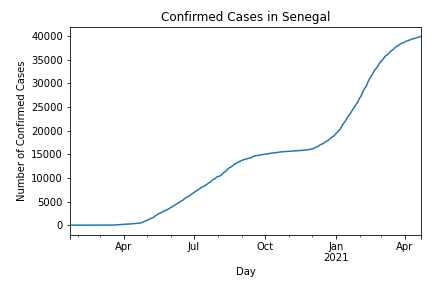 Confirmed Cases in Senegal
Number of Confirmed Cases
40000
35000
30000
25000
20000
15000
10000
5000
0
Apr
Jul
Oct
Jan
2021
Apr
Day